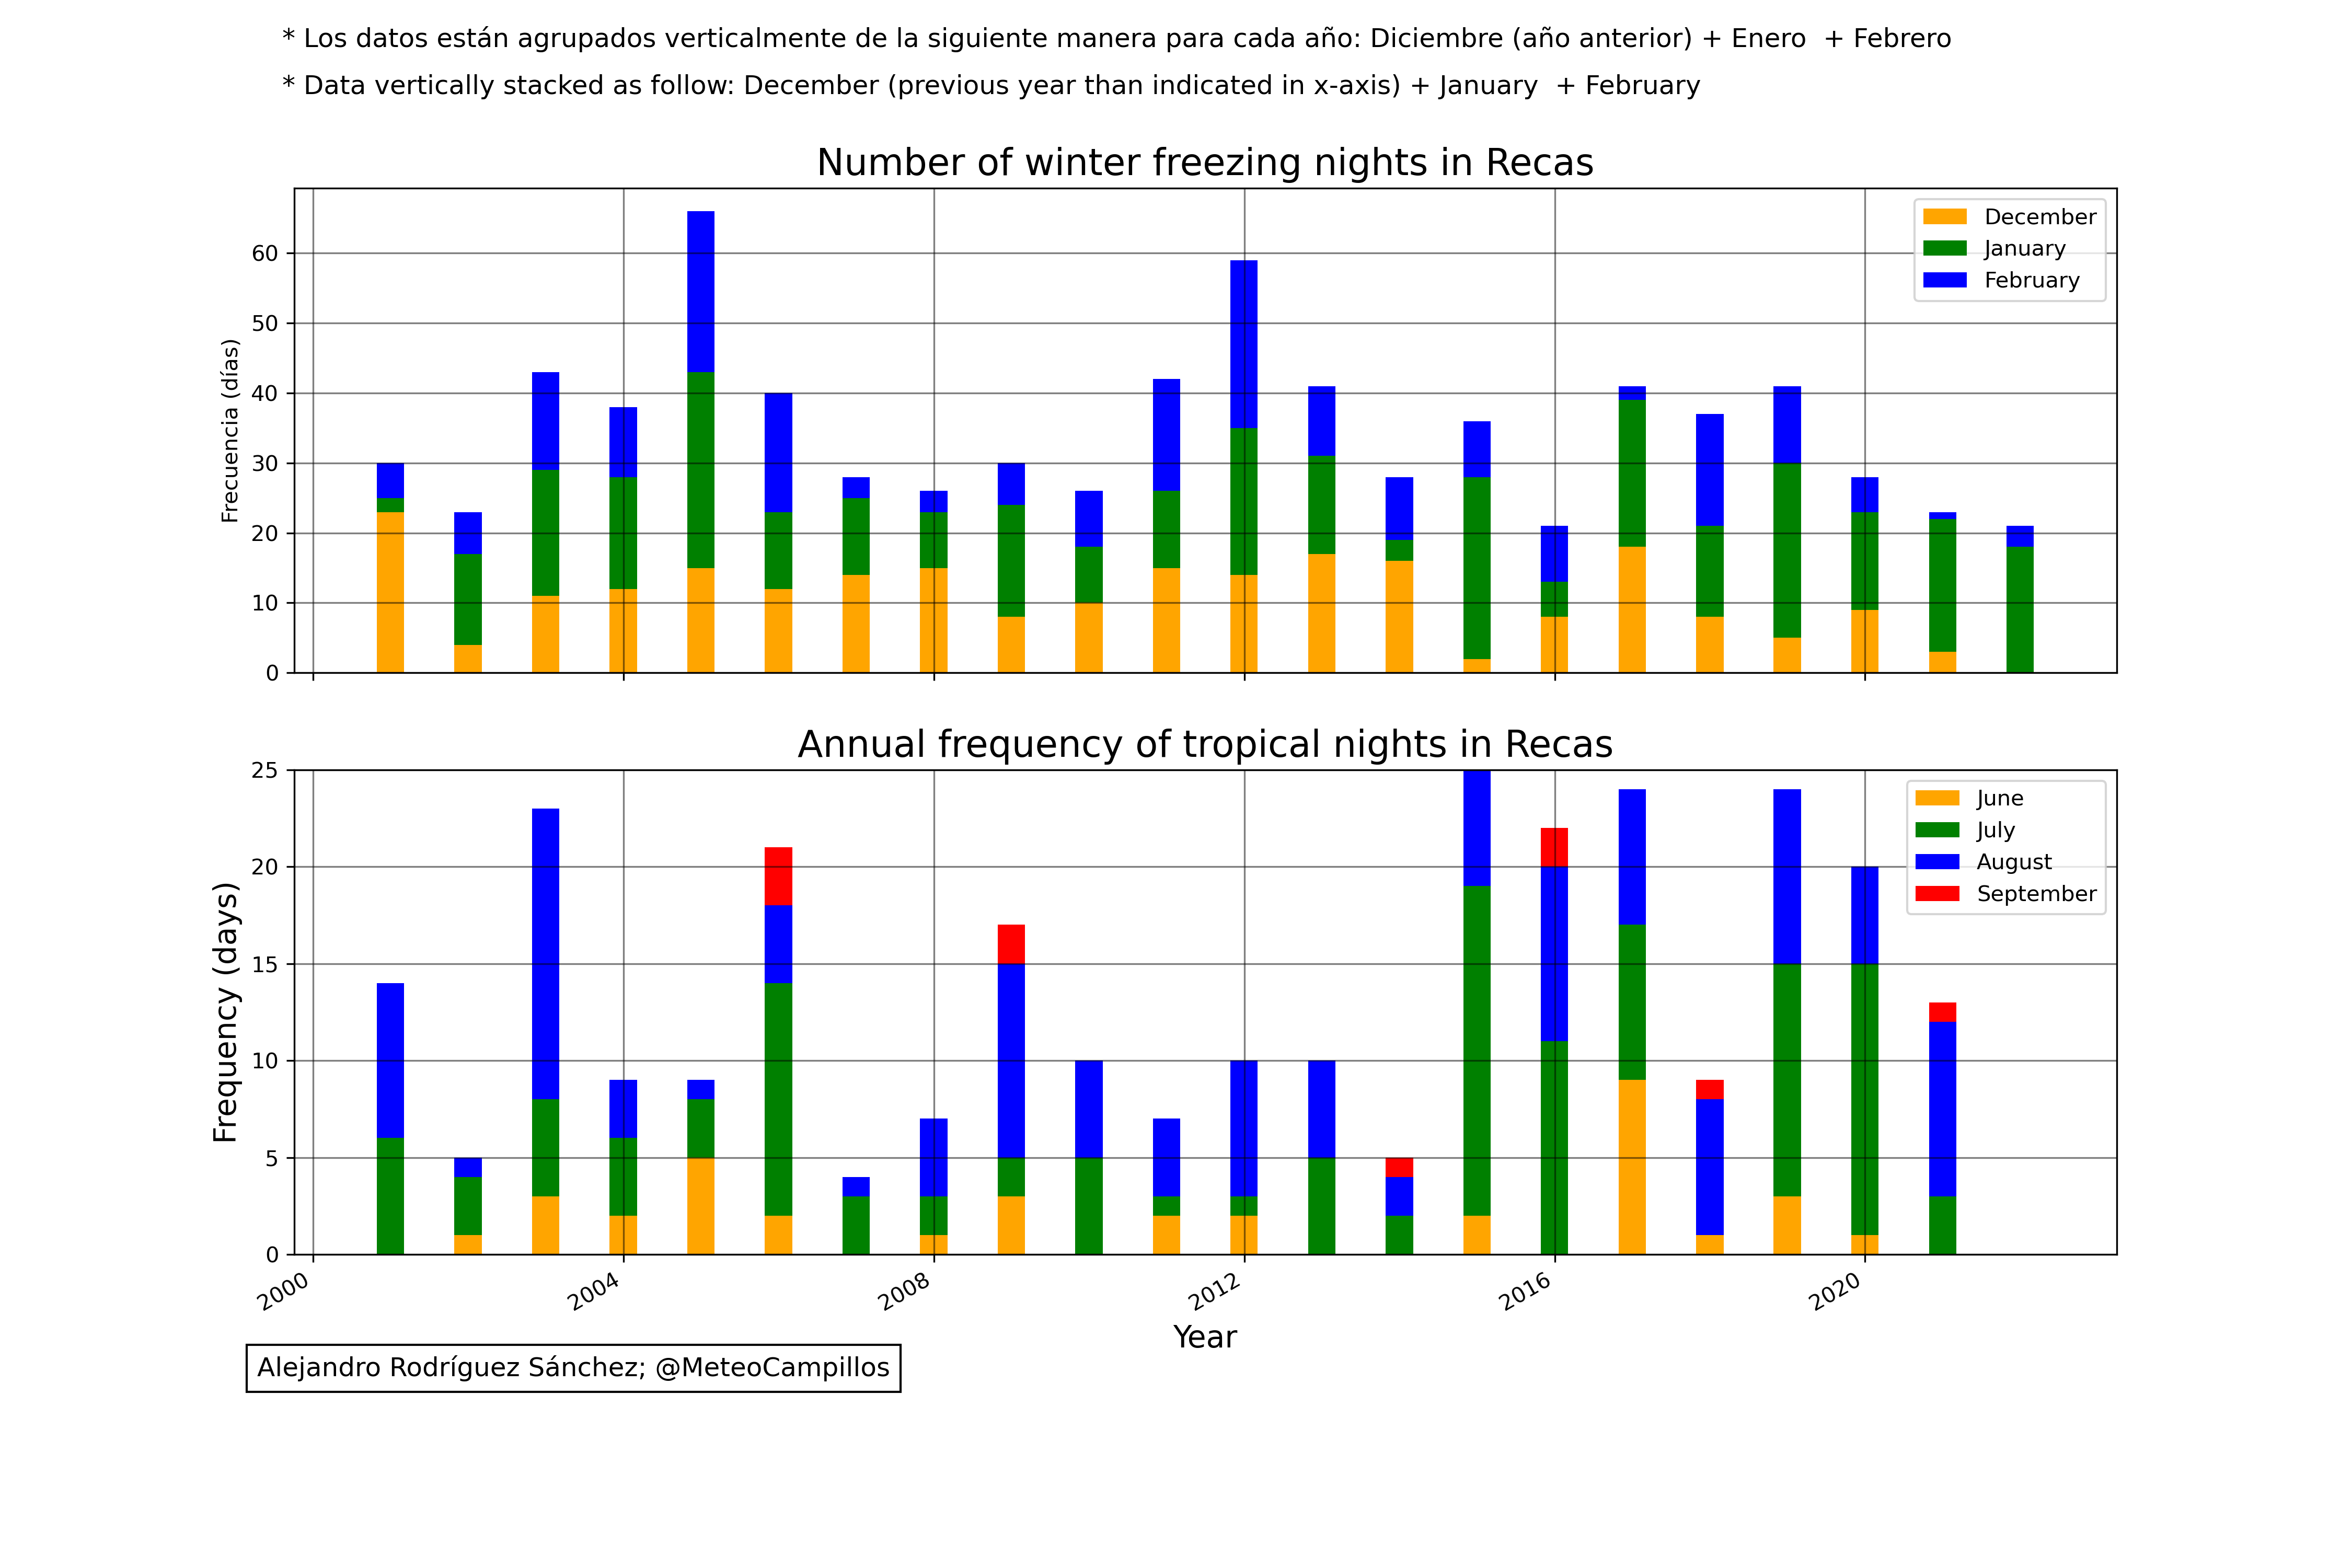 * Los datos están agrupados verticalmente de la siguiente manera para cada año: Diciembre (año anterior) + Enero  + Febrero
* Data vertically stacked as follow: December (previous year than indicated in x-axis) + January  + February
Number of winter freezing nights in Recas
Frecuencia (días)
60
50
40
30
20
10
0
December
January
February
Annual frequency of tropical nights in Recas
Frequency (days)
25
20
15
10
5
0
June
July
August
September
2000
2004
2008
2012
2016
2020
Year
Alejandro Rodríguez Sánchez; @MeteoCampillos